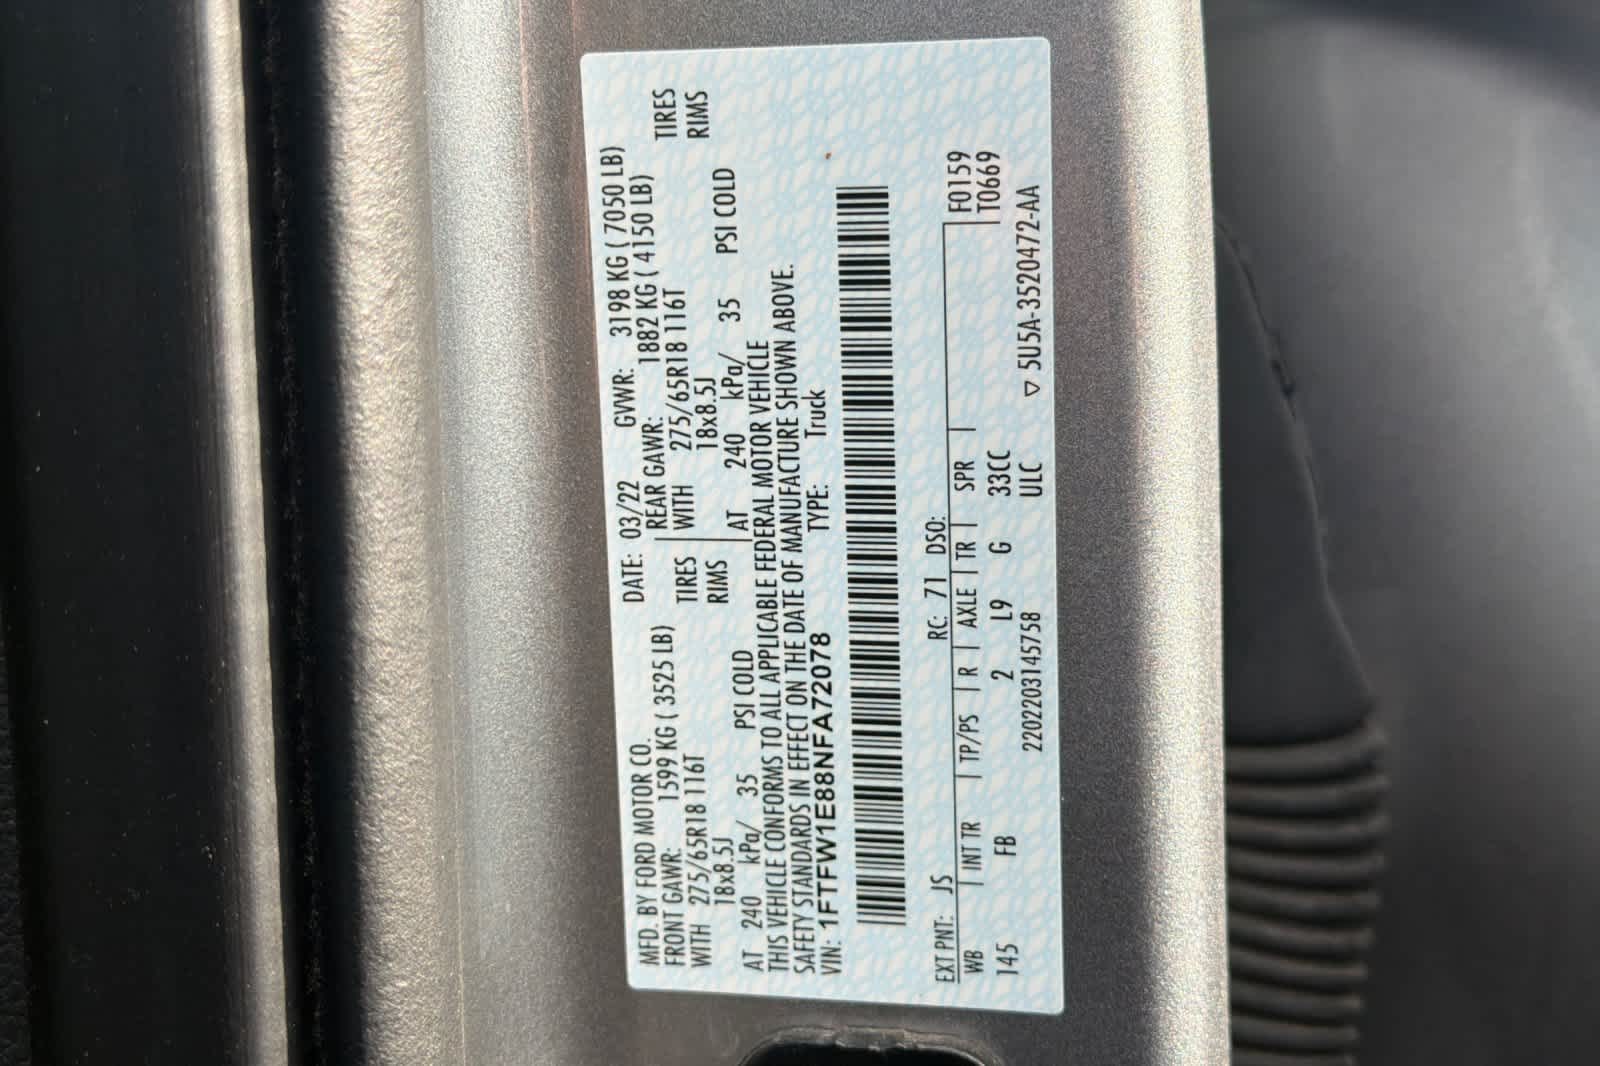 MFD. BY FORD MOTOR CO.   DATE: 03/22   GVWR: 3198 KG ( 7050 LB)
FRONT GAWR: 1599 KG ( 3525 LB)   REAR GAWR: 1882 KG ( 4150 LB)
WITH 275/65R18 116T TIRES   WITH 275/65R18 116T TIRES
18x8.5J RIMS   18x8.5J RIMS
AT 240 kPa/ 35 PSI COLD   AT 240 kPa/ 35 PSI COLD
THIS VEHICLE CONFORMS TO ALL APPLICABLE FEDERAL MOTOR VEHICLE
SAFETY STANDARDS IN EFFECT ON THE DATE OF MANUFACTURE SHOWN ABOVE.
VIN: 1FTFW1E88NFA72078   TYPE: Truck
EXT PNT: JS   RC: 71 DSO: F0159
WB | INT TR | TP/PS | R | AXLE | TR | SPR | T0669
145 FB 2 L9 G 33CC
220220314​5758 ULC ▽ 5U5A-3520472-AA